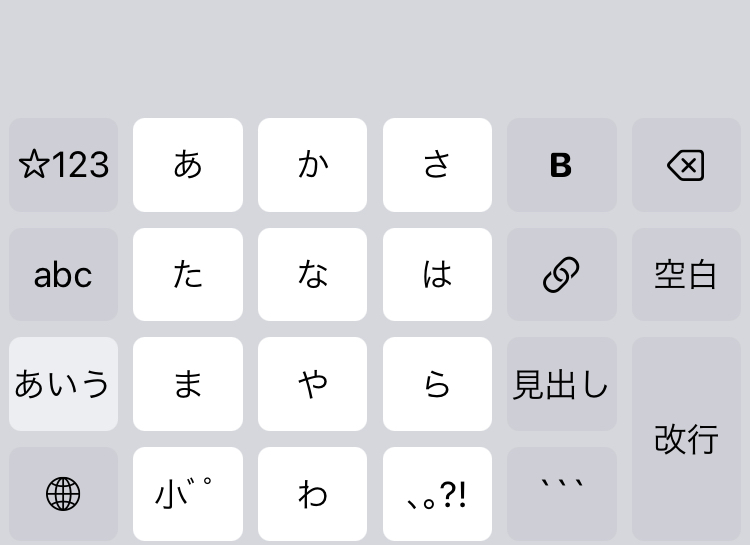 ☆123 あ か さ B
abc た な は 空白
あいう ま や ら 見出し
改行
小゛゜ わ 、。?! ```